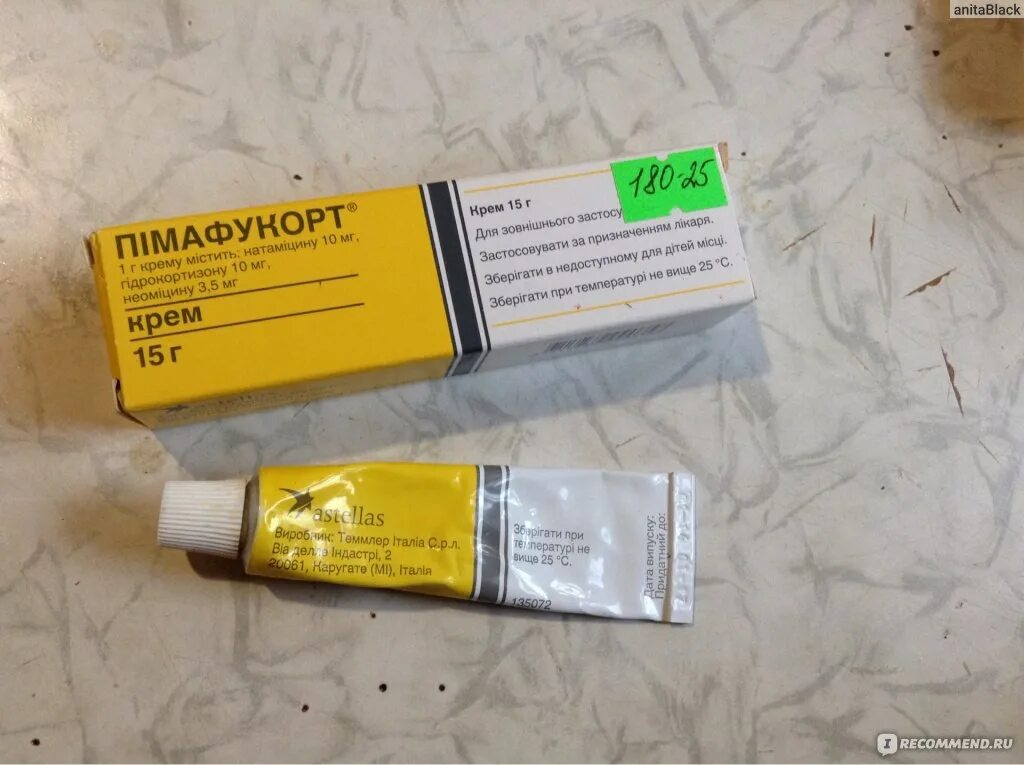 anitaBlack
ПІМАФУКОРТ®
1 г крему містить: натаміцину 10 мг,
гідрокортизону 10 мг,
неоміцину 3,5 мг
крем
15 г
Крем 15 г
Для зовнішнього застосу
Застосовувати за призначенням лікаря.
Зберігати в недоступному для дітей місці.
Зберігати при температурі не вище 25 °C.
180-25
astellas
Виробник: Теммлер Італіа С.р.л.
Віа делле Індастрі, 2
20061, Каругате (МІ), Італія
Зберігати при
температурі не
вище 25 °C.
135072
Дата випуску:
Придатний до:
IRECOMMEND.RU